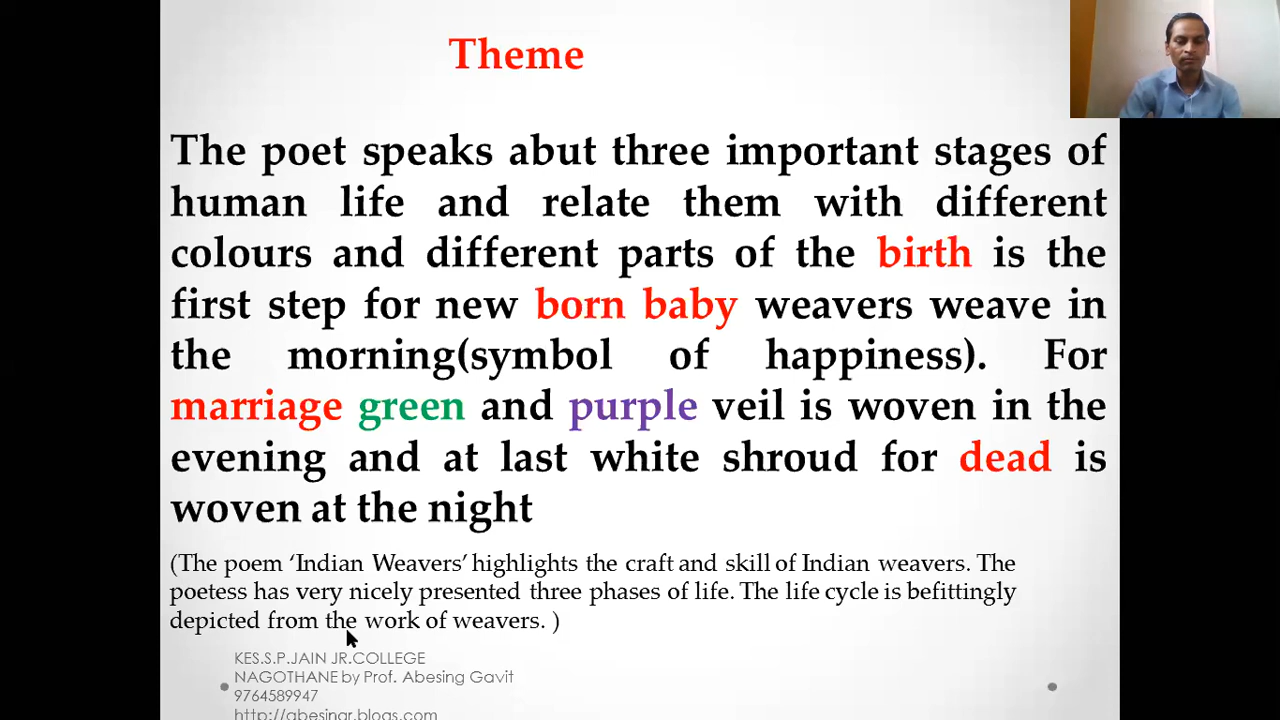 Theme
The poet speaks abut three important stages of
human life and relate them with different
colours and different parts of the birth is the
first step for new born baby weavers weave in
the morning(symbol of happiness). For
marriage green and purple veil is woven in the
evening and at last white shroud for dead is
woven at the night
(The poem ‘Indian Weavers’ highlights the craft and skill of Indian weavers. The
poetess has very nicely presented three phases of life. The life cycle is befittingly
depicted from the work of weavers. )
KES.S.P.JAIN JR.COLLEGE
NAGOTHANE by Prof. Abesing Gavit
9764589947
http://abesingr.blogs.com